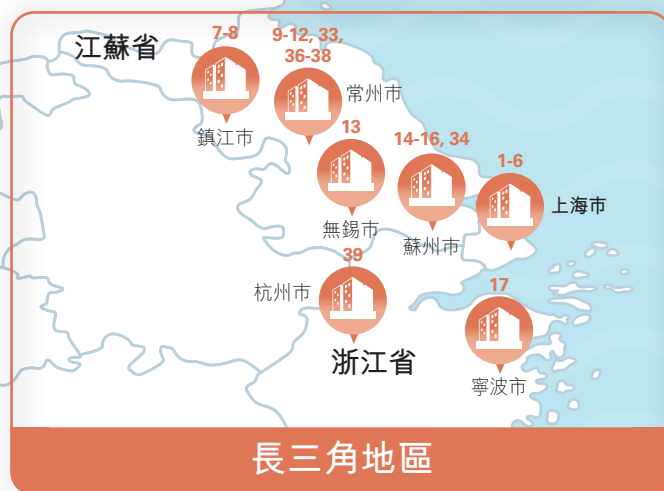 江蘇省
7-8
鎮江市
9-12, 33,
36-38
常州市
13
無錫市
14-16, 34
蘇州市
1-6
上海市
39
杭州市
浙江省
17
寧波市
長三角地區